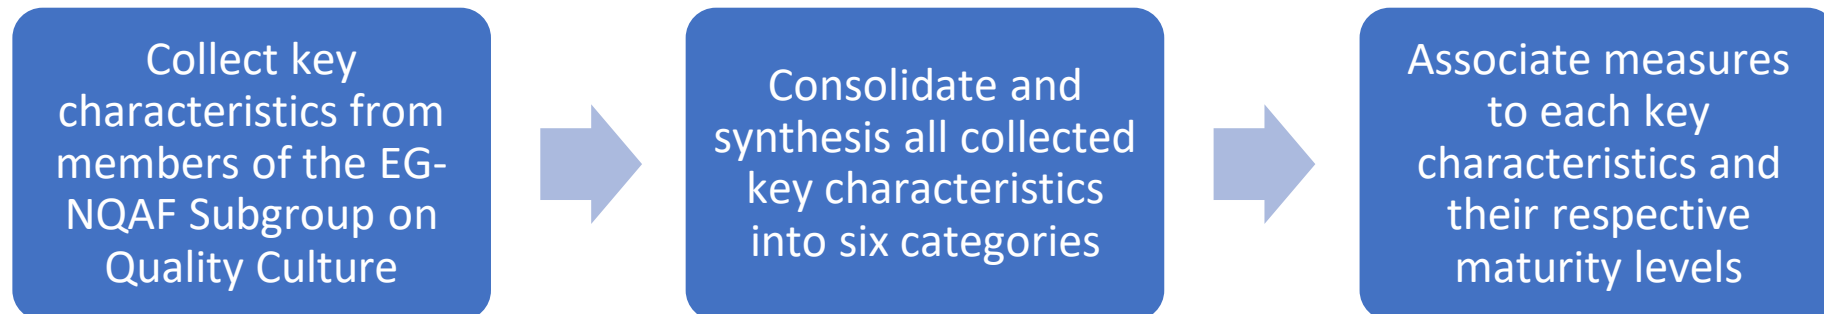 Collect key
characteristics from
members of the EG-
NQAF Subgroup on
Quality Culture
Consolidate and
synthesis all collected
key characteristics
into six categories
Associate measures
to each key
characteristics and
their respective
maturity levels